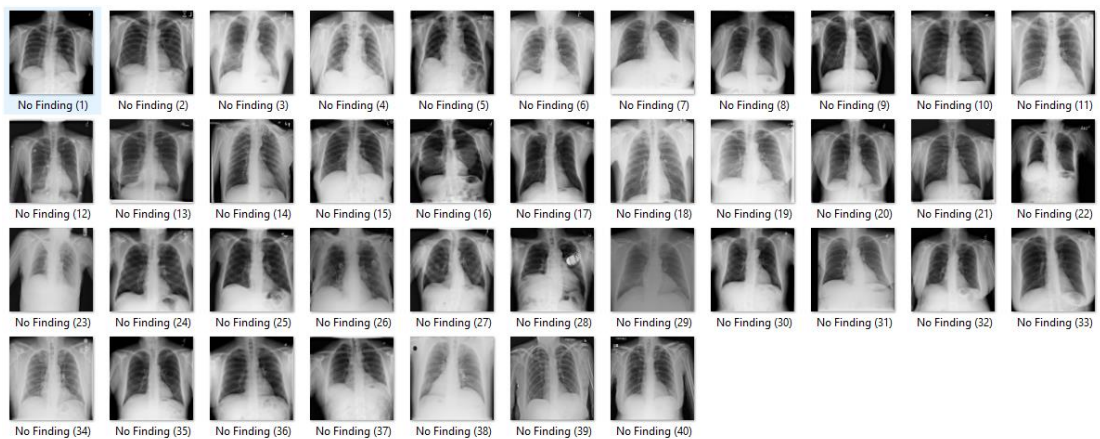 No Finding (1) No Finding (2) No Finding (3) No Finding (4) No Finding (5) No Finding (6) No Finding (7) No Finding (8) No Finding (9) No Finding (10) No Finding (11)
No Finding (12) No Finding (13) No Finding (14) No Finding (15) No Finding (16) No Finding (17) No Finding (18) No Finding (19) No Finding (20) No Finding (21) No Finding (22)
No Finding (23) No Finding (24) No Finding (25) No Finding (26) No Finding (27) No Finding (28) No Finding (29) No Finding (30) No Finding (31) No Finding (32) No Finding (33)
No Finding (34) No Finding (35) No Finding (36) No Finding (37) No Finding (38) No Finding (39) No Finding (40)